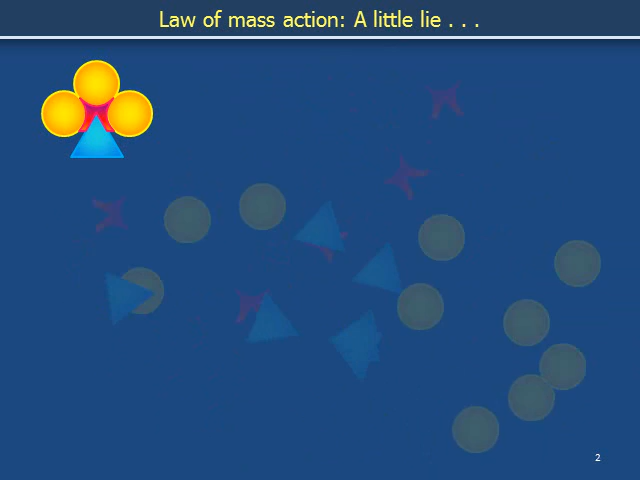 Law of mass action: A little lie . . .
2